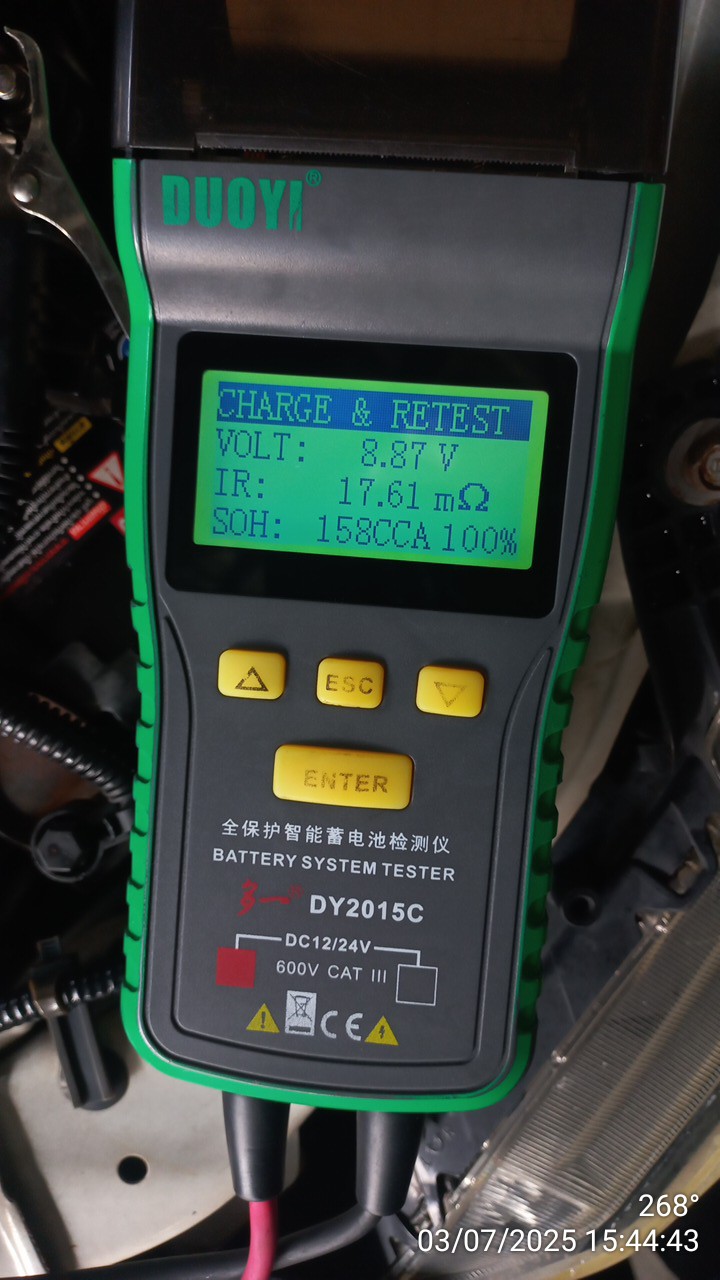 DUOYI®
CHARGE & RETEST
VOLT: 8.87 V
IR: 17.61 mΩ
SOH: 158CCA 100%
ESC
ENTER
全保护智能蓄电池检测仪
BATTERY SYSTEM TESTER
多一® DY2015C
DC12/24V
600V CAT III
CE
268°
03/07/2025 15:44:43